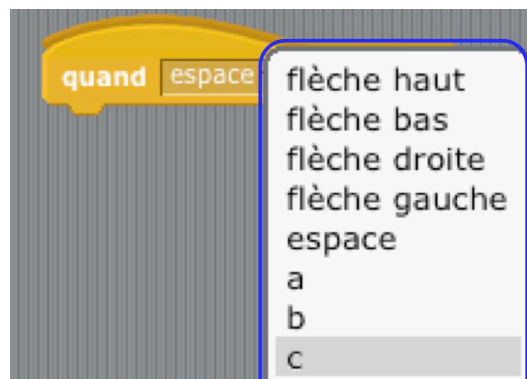 quand espace
flèche haut
flèche bas
flèche droite
flèche gauche
espace
a
b
c